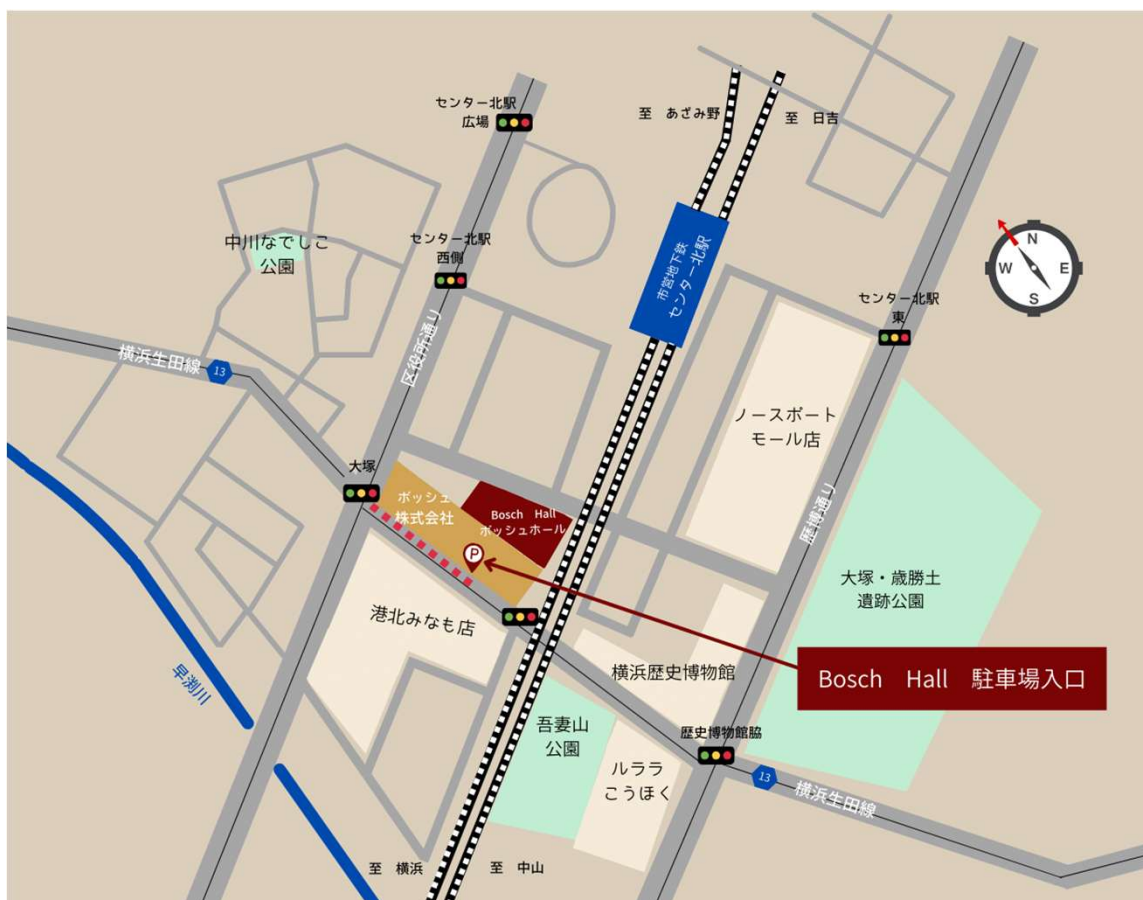 センター北駅
広場
至 あざみ野
至 日吉
中川なでしこ
公園
センター北駅
西側
市営地下鉄
センター北駅
N
W
E
S
センター北駅
東
横浜生田線
13
区役所通り
ノースポート
モール店
歴博通り
大塚
ボッシュ
株式会社
Bosch Hall
ボッシュホール
P
大塚・歳勝土
遺跡公園
港北みなも店
早渕川
横浜歴史博物館
Bosch Hall 駐車場入口
吾妻山
公園
歴史博物館脇
ルララ
こうほく
13
横浜生田線
至 横浜
至 中山